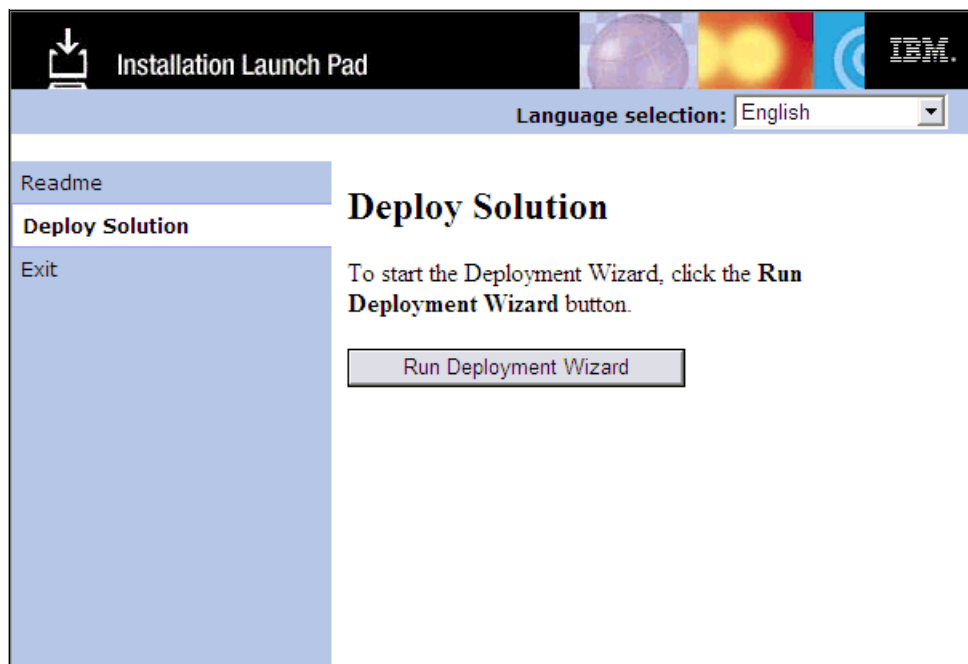 Installation Launch Pad
IBM.
Language selection: English
Readme
Deploy Solution
Exit
Deploy Solution
To start the Deployment Wizard, click the Run
Deployment Wizard button.
Run Deployment Wizard